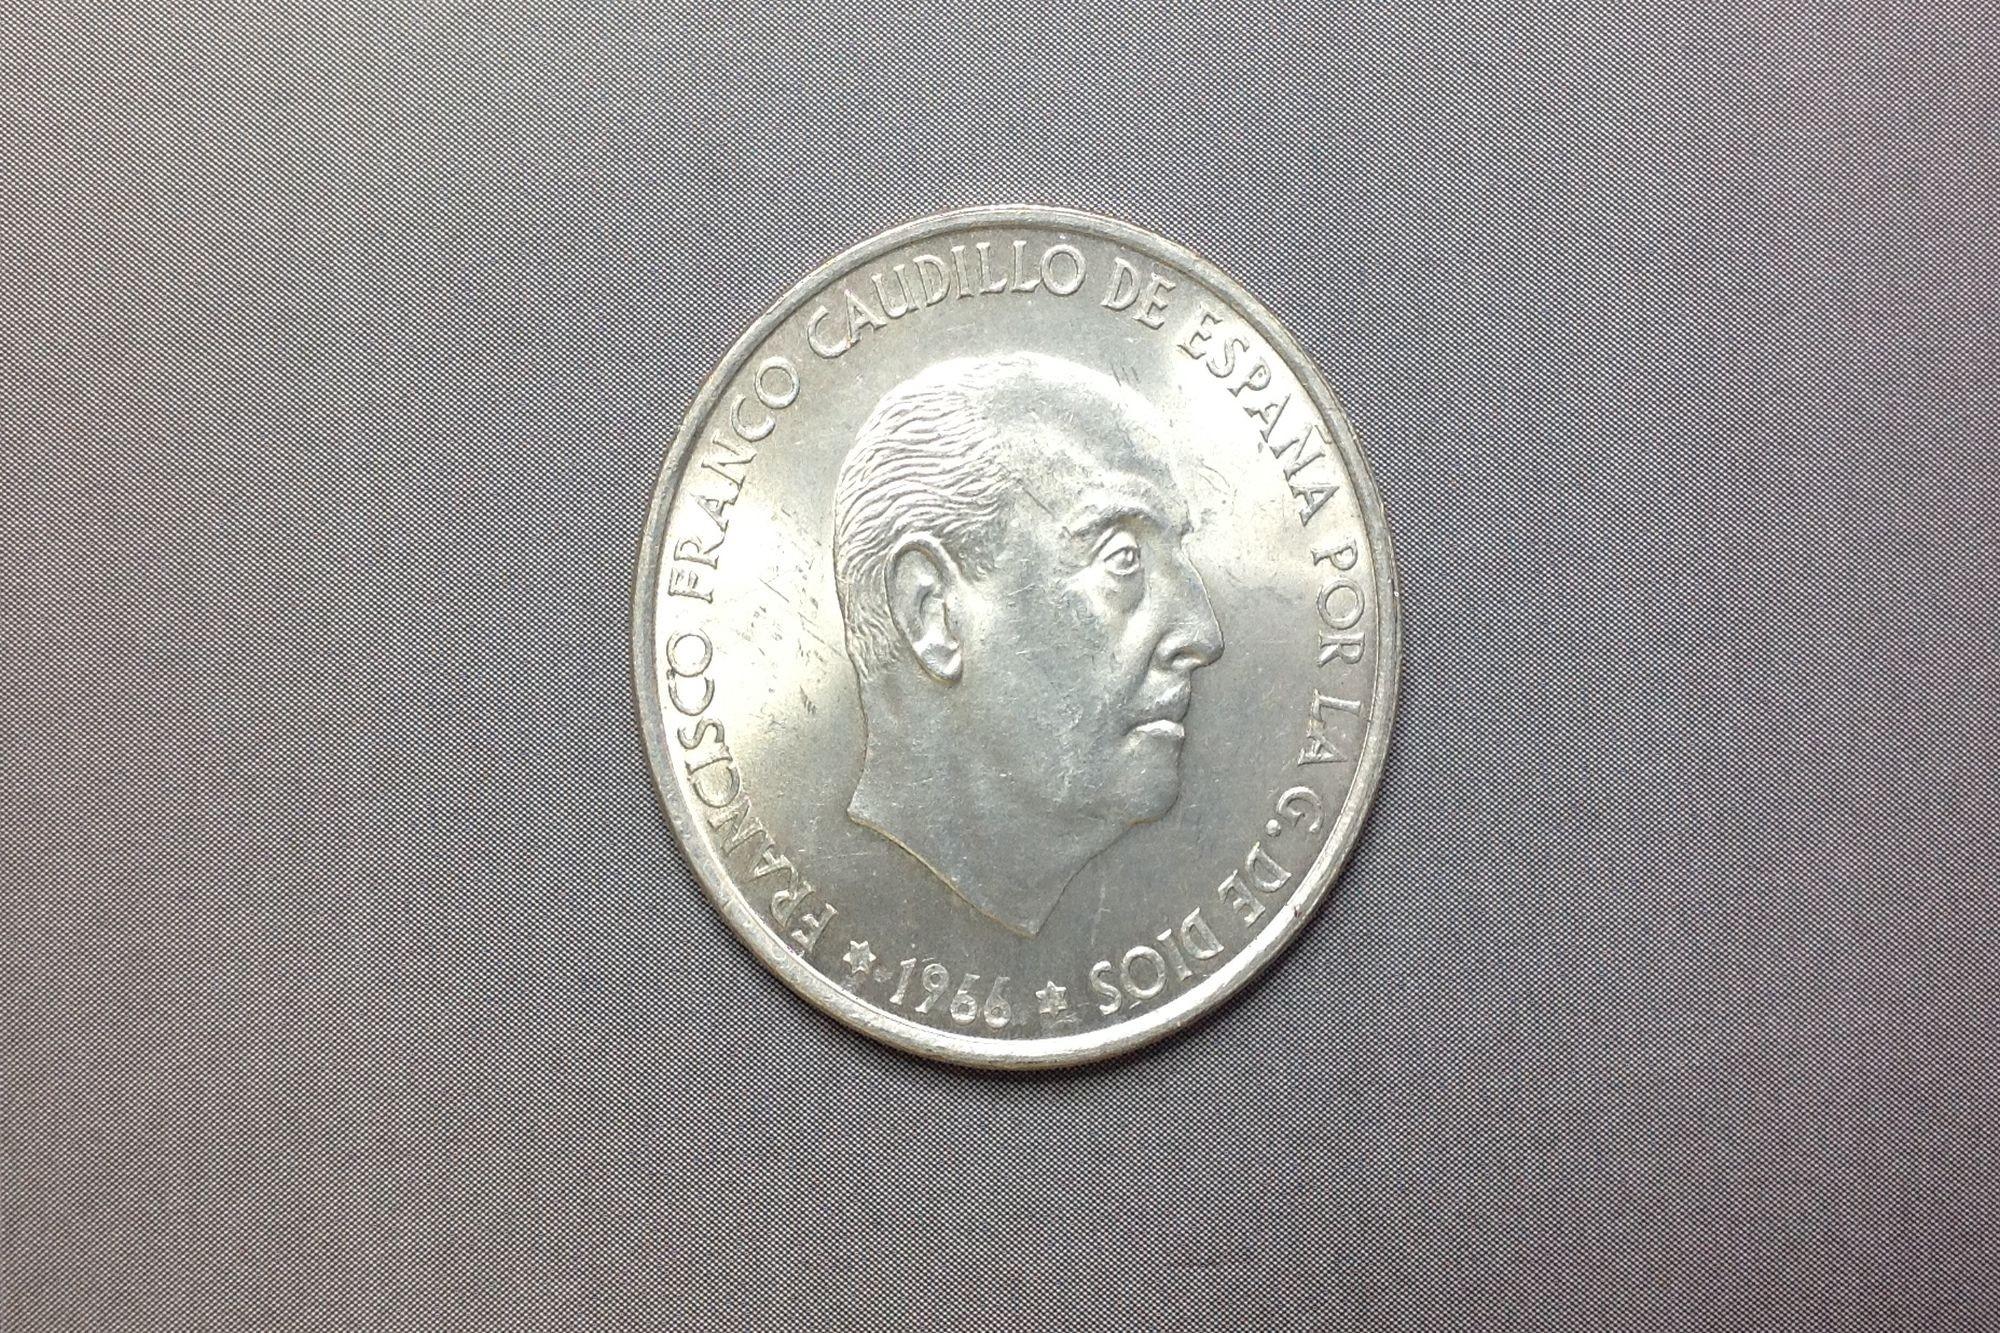 FRANCISCO FRANCO CAUDILLO DE ESPAÑA POR LA G. DE DIOS
★ 1966 ★